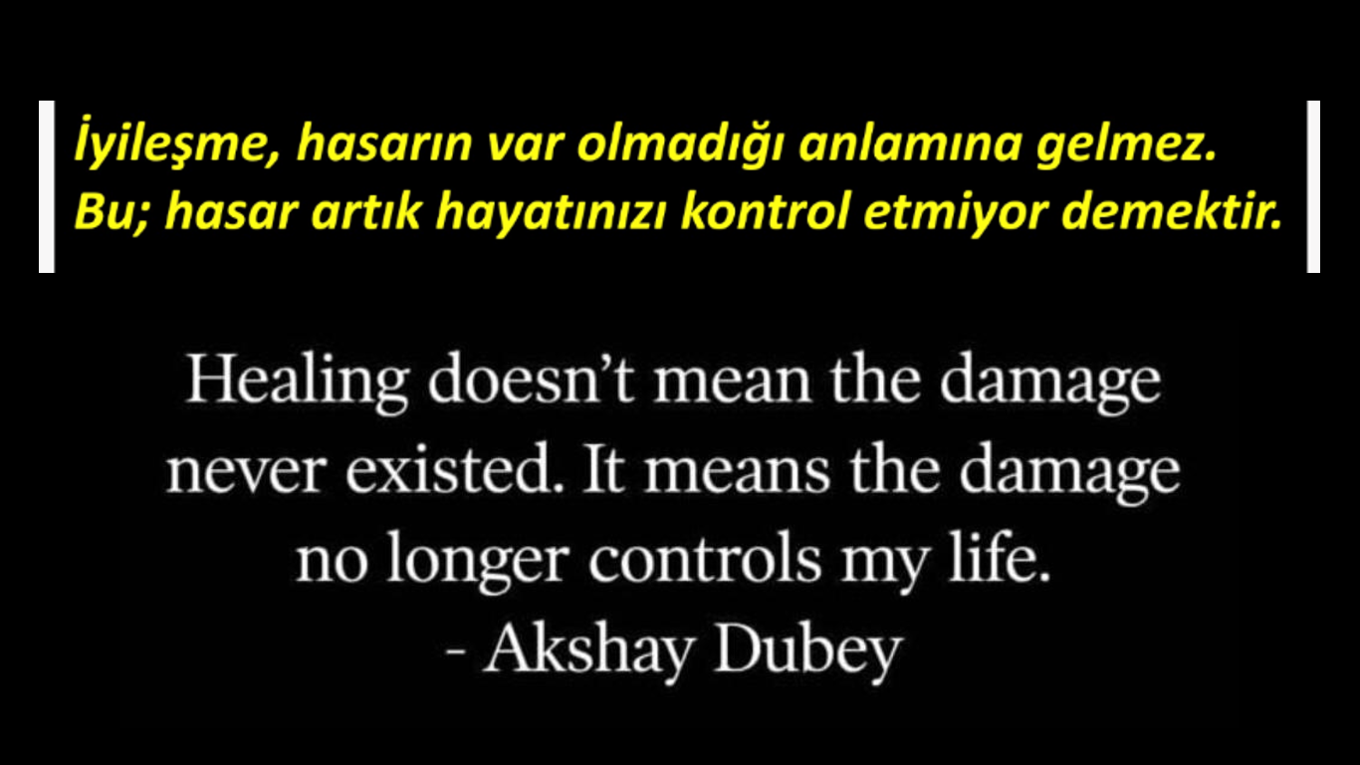 İyileşme, hasarın var olmadığı anlamına gelmez.
Bu; hasar artık hayatınızı kontrol etmiyor demektir.
Healing doesn’t mean the damage
never existed. It means the damage
no longer controls my life.
- Akshay Dubey